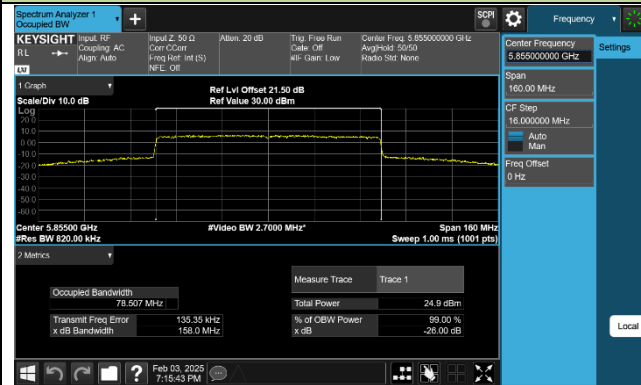 Spectrum Analyzer 1
Occupied BW
SCPI
Frequency
KEYSIGHT
RL
LXI
Input: RF
Coupling: AC
Align: Auto
Input Z: 50 Ω
Corr CCorr
Freq Ref: Int (S)
NFE: Off
Atten: 20 dB
Trig: Free Run
Gate: Off
#IF Gain: Low
Center Freq: 5.855000000 GHz
Avg|Hold: 50/50
Radio Std: None
Center Frequency
5.855000000 GHz
Settings
Span
160.00 MHz
CF Step
16.000000 MHz
Auto
Man
Freq Offset
0 Hz
1 Graph
Scale/Div 10.0 dB
Ref Lvl Offset 21.50 dB
Ref Value 30.00 dBm
Log
20.0
10.0
0.00
-10.0
-20.0
-30.0
-40.0
-50.0
-60.0
Center 5.85500 GHz
#Res BW 820.00 kHz
#Video BW 2.7000 MHz*
Span 160 MHz
Sweep 1.00 ms (1001 pts)
2 Metrics
Measure Trace
Trace 1
Occupied Bandwidth
78.507 MHz
Total Power
24.9 dBm
Transmit Freq Error
135.35 kHz
% of OBW Power
99.00 %
x dB Bandwidth
158.0 MHz
x dB
-26.00 dB
Local
?
Feb 03, 2025
7:15:43 PM